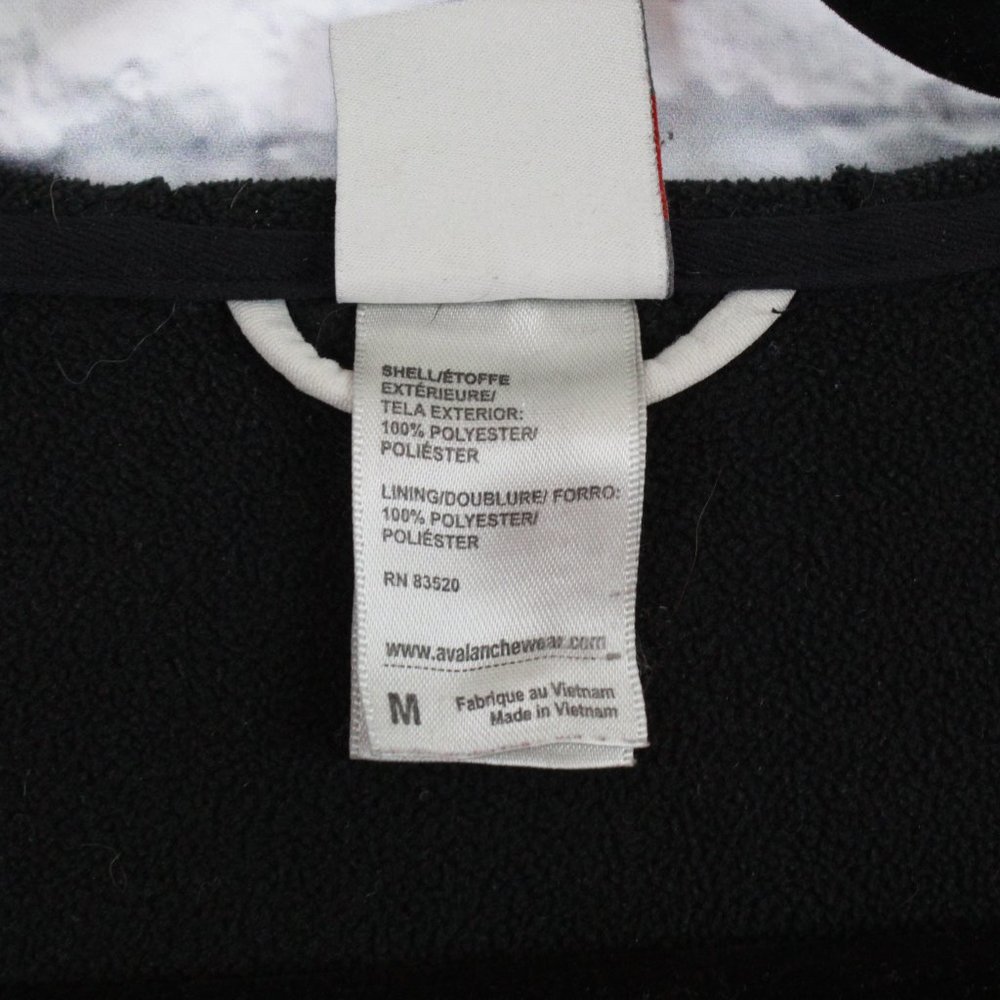 SHELL/ÉTOFFE
EXTÉRIEURE/
TELA EXTERIOR:
100% POLYESTER/
POLIÉSTER
LINING/DOUBLURE/ FORRO:
100% POLYESTER/
POLIÉSTER
RN 83520
www.avalanchewear.com
M
Fabrique au Vietnam
Made in Vietnam